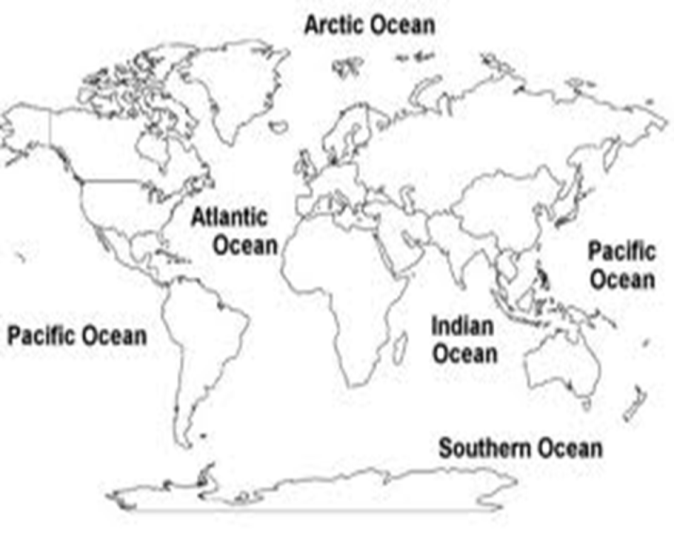 Arctic Ocean
Atlantic
Ocean
Pacific
Ocean
Pacific Ocean
Indian
Ocean
Southern Ocean